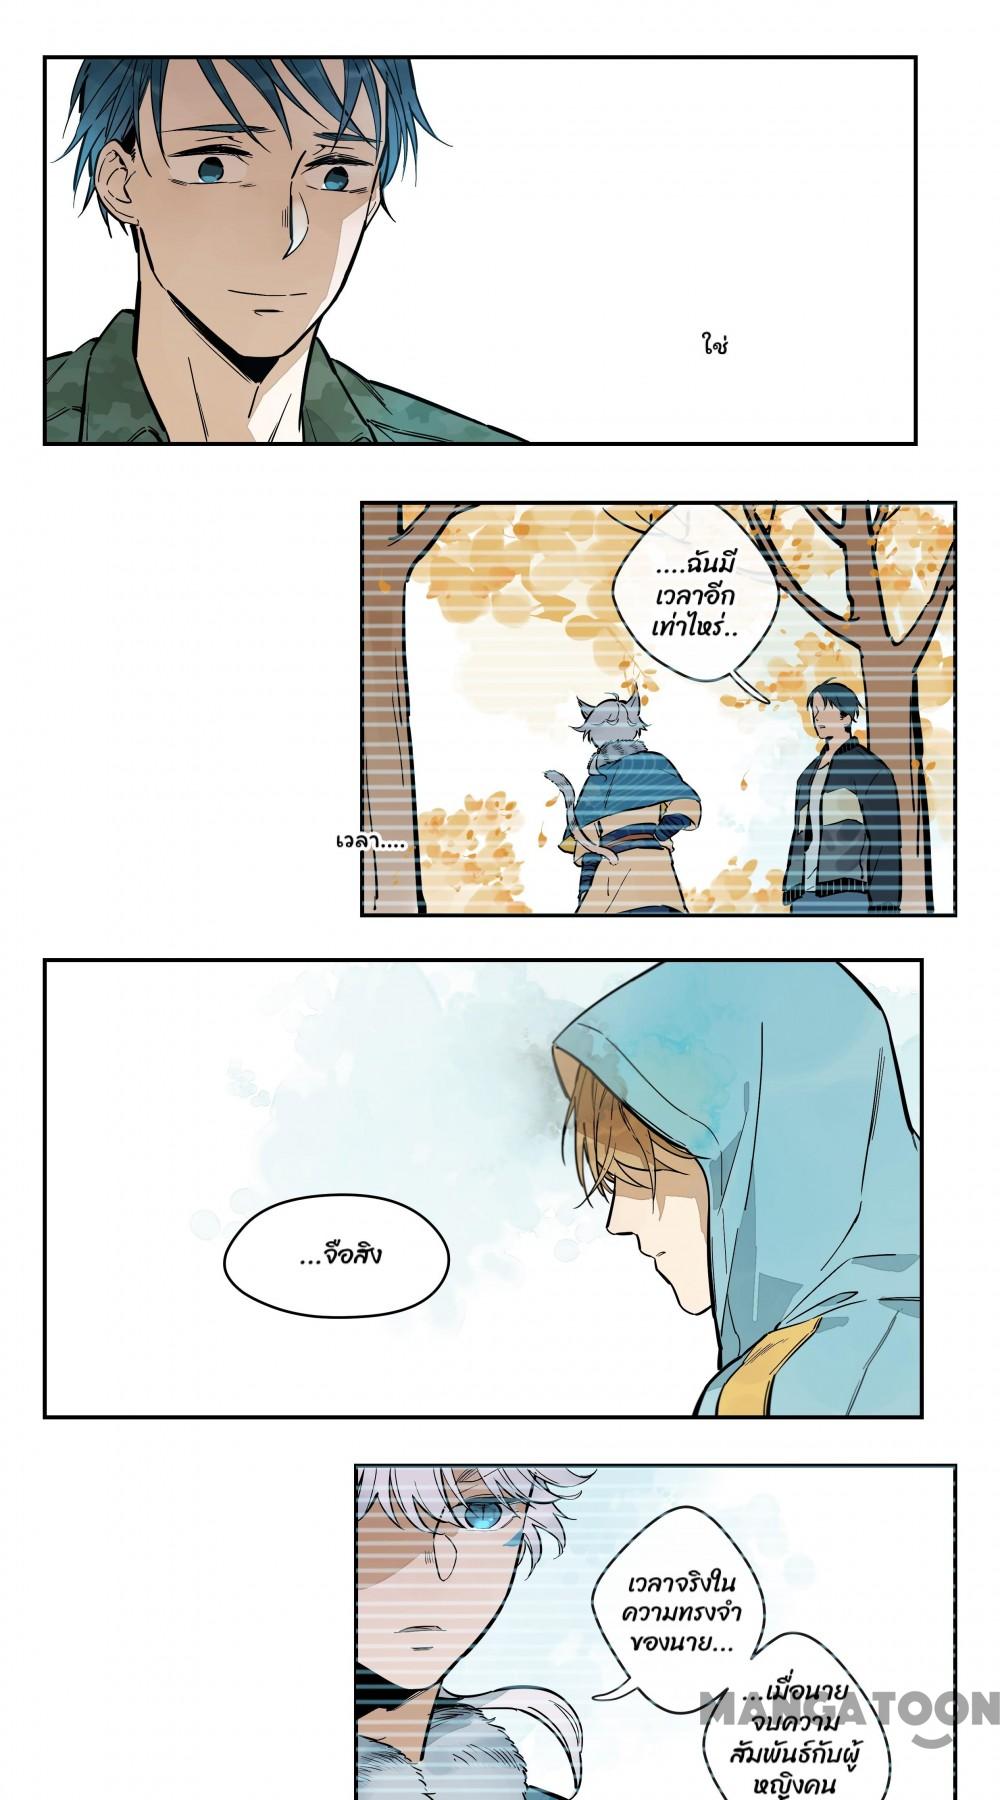 ใช่
....ฉันมี
เวลาอีก
เท่าไหร่..
เวลา....
...จือสิง
เวลาจริงใน
ความทรงจำ
ของนาย...
...เมื่อนาย
จบความ
สัมพันธ์กับผู้
หญิงคน
MANGATOON